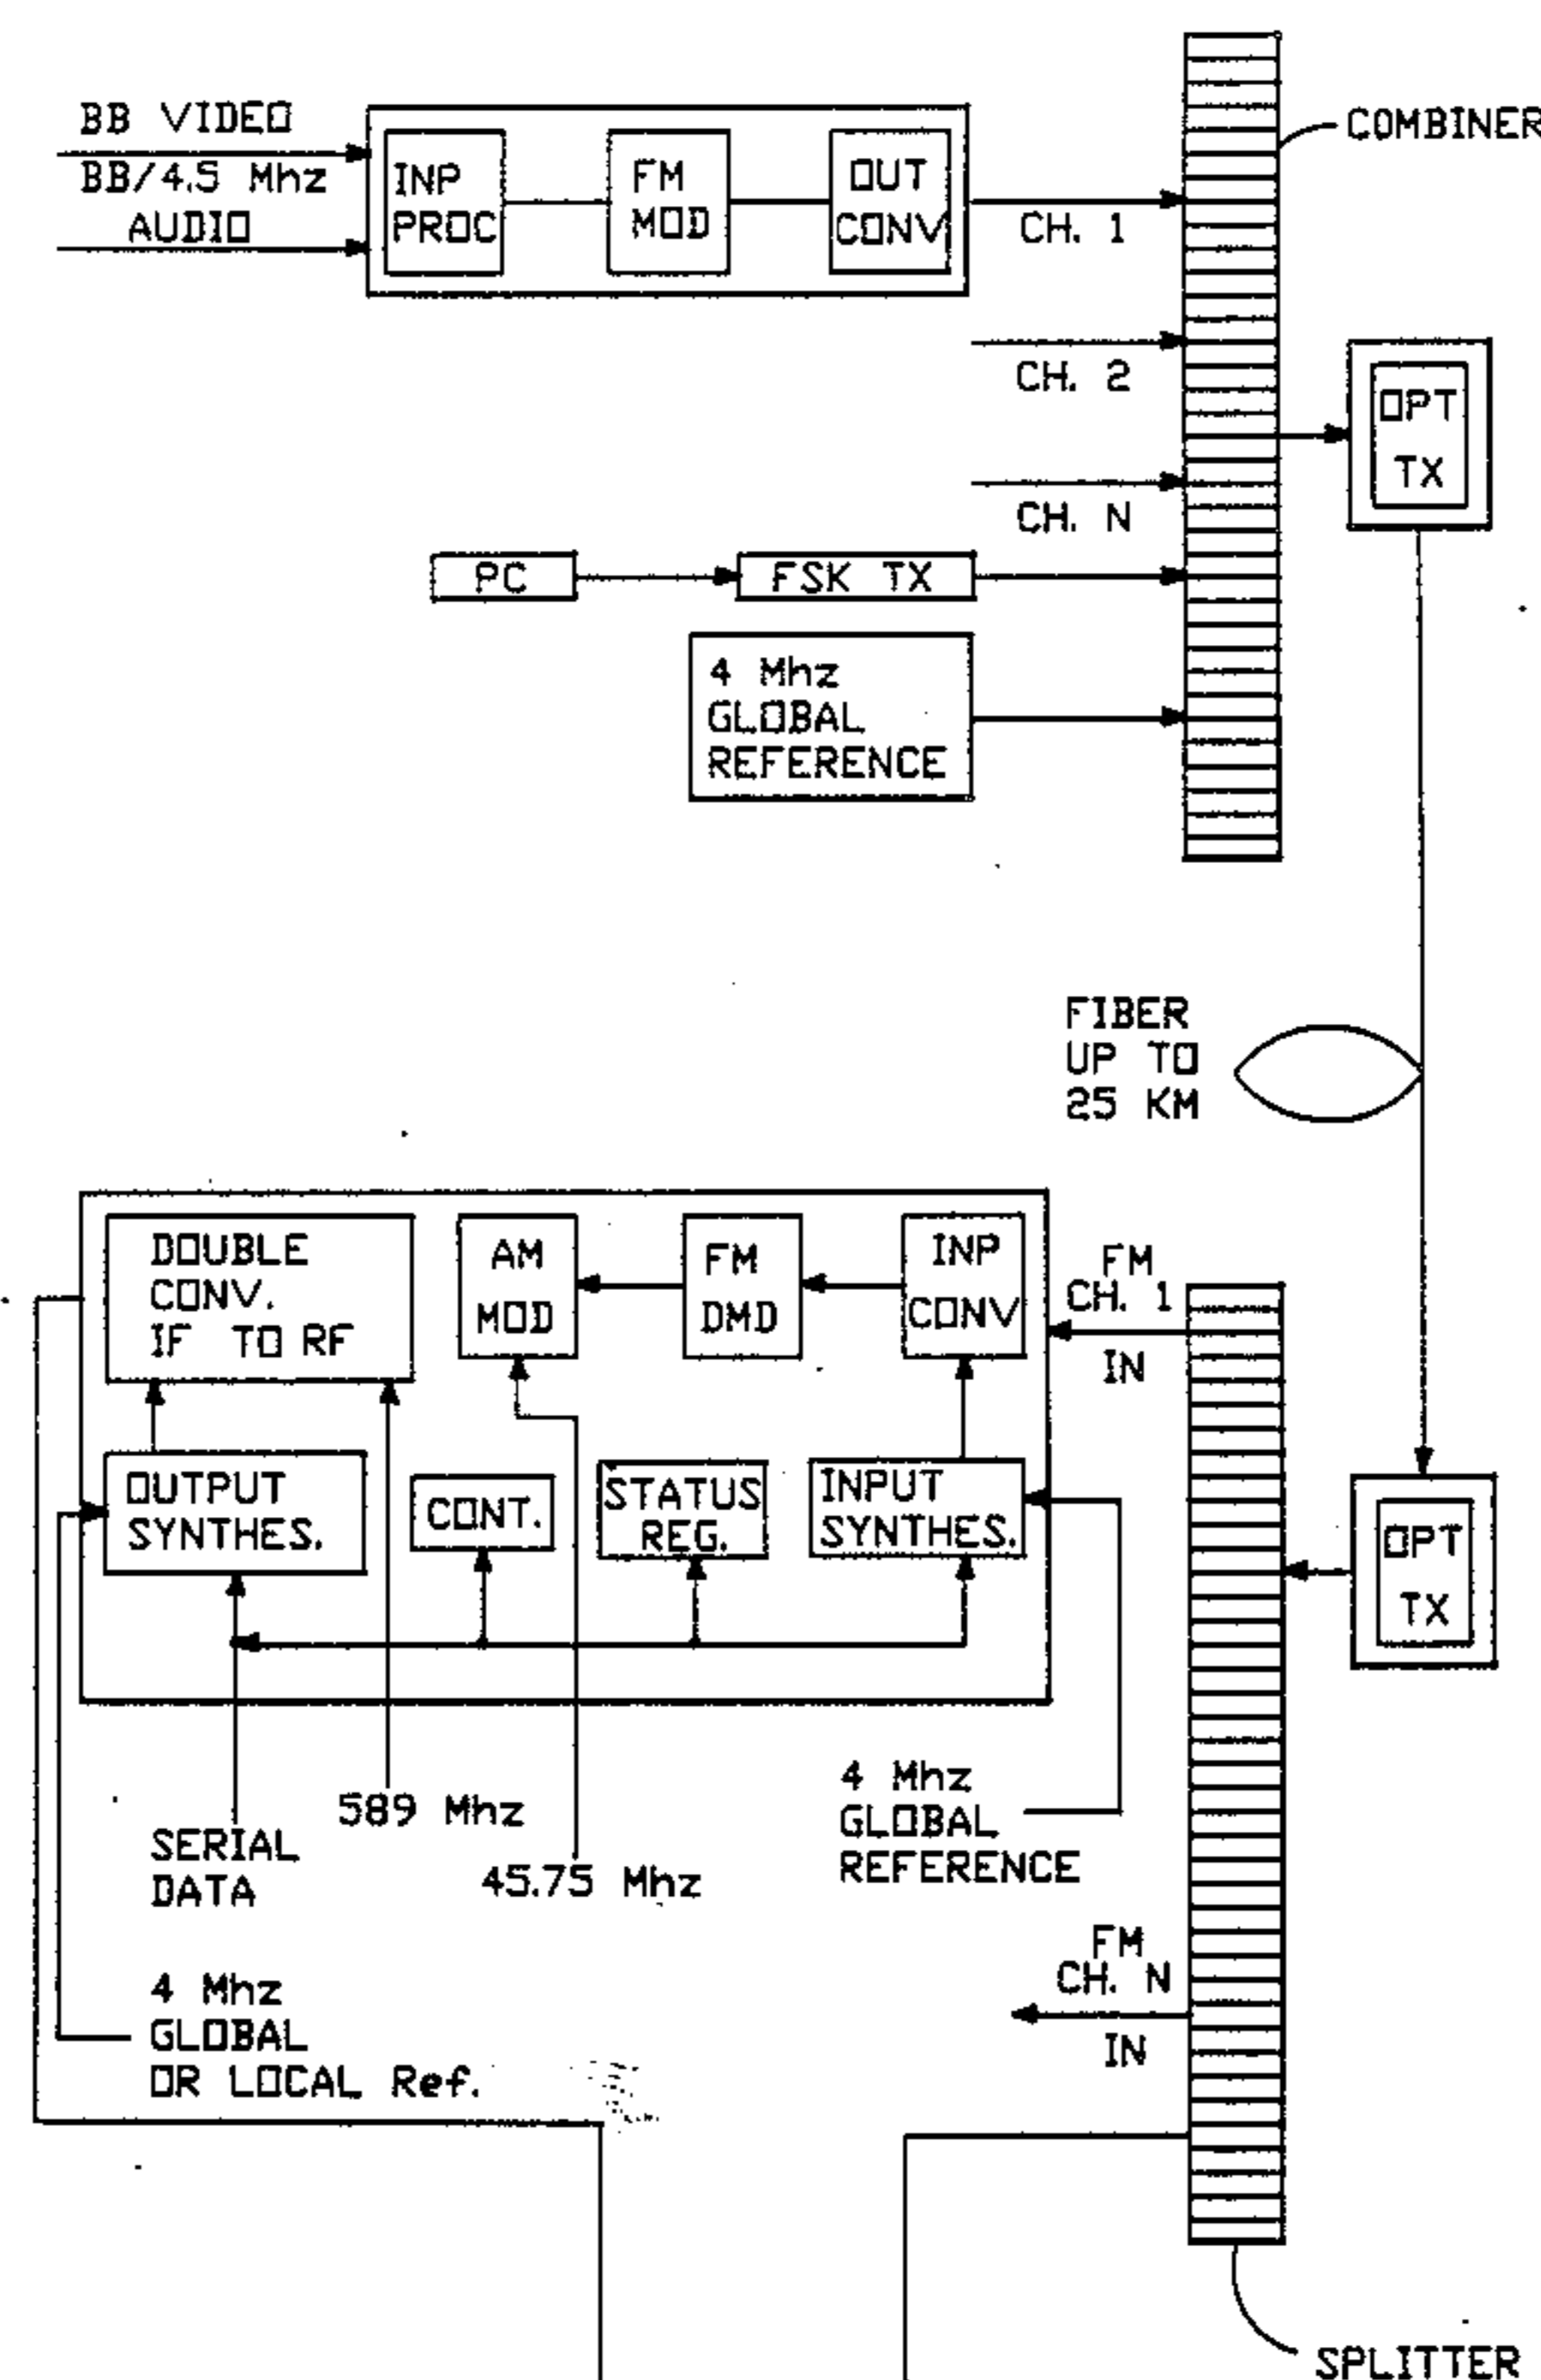 BB VIDEO
BB/4.5 Mhz
AUDIO
INP
PROC
FM
MOD
OUT
CONV
CH. 1
COMBINER
CH. 2
CH. N
OPT
TX
PC
FSK TX
4 Mhz
GLOBAL
REFERENCE
FIBER
UP TO
25 KM
DOUBLE
CONV.
IF TO RF
AM
MOD
FM
DMD
INP
CONV
FM
CH. 1
IN
OUTPUT
SYNTHES.
CONT.
STATUS
REG.
INPUT
SYNTHES.
OPT
TX
589 Mhz
SERIAL
DATA
45.75 Mhz
4 Mhz
GLOBAL
REFERENCE
FM
CH. N
IN
4 Mhz
GLOBAL
OR LOCAL Ref.
SPLITTER